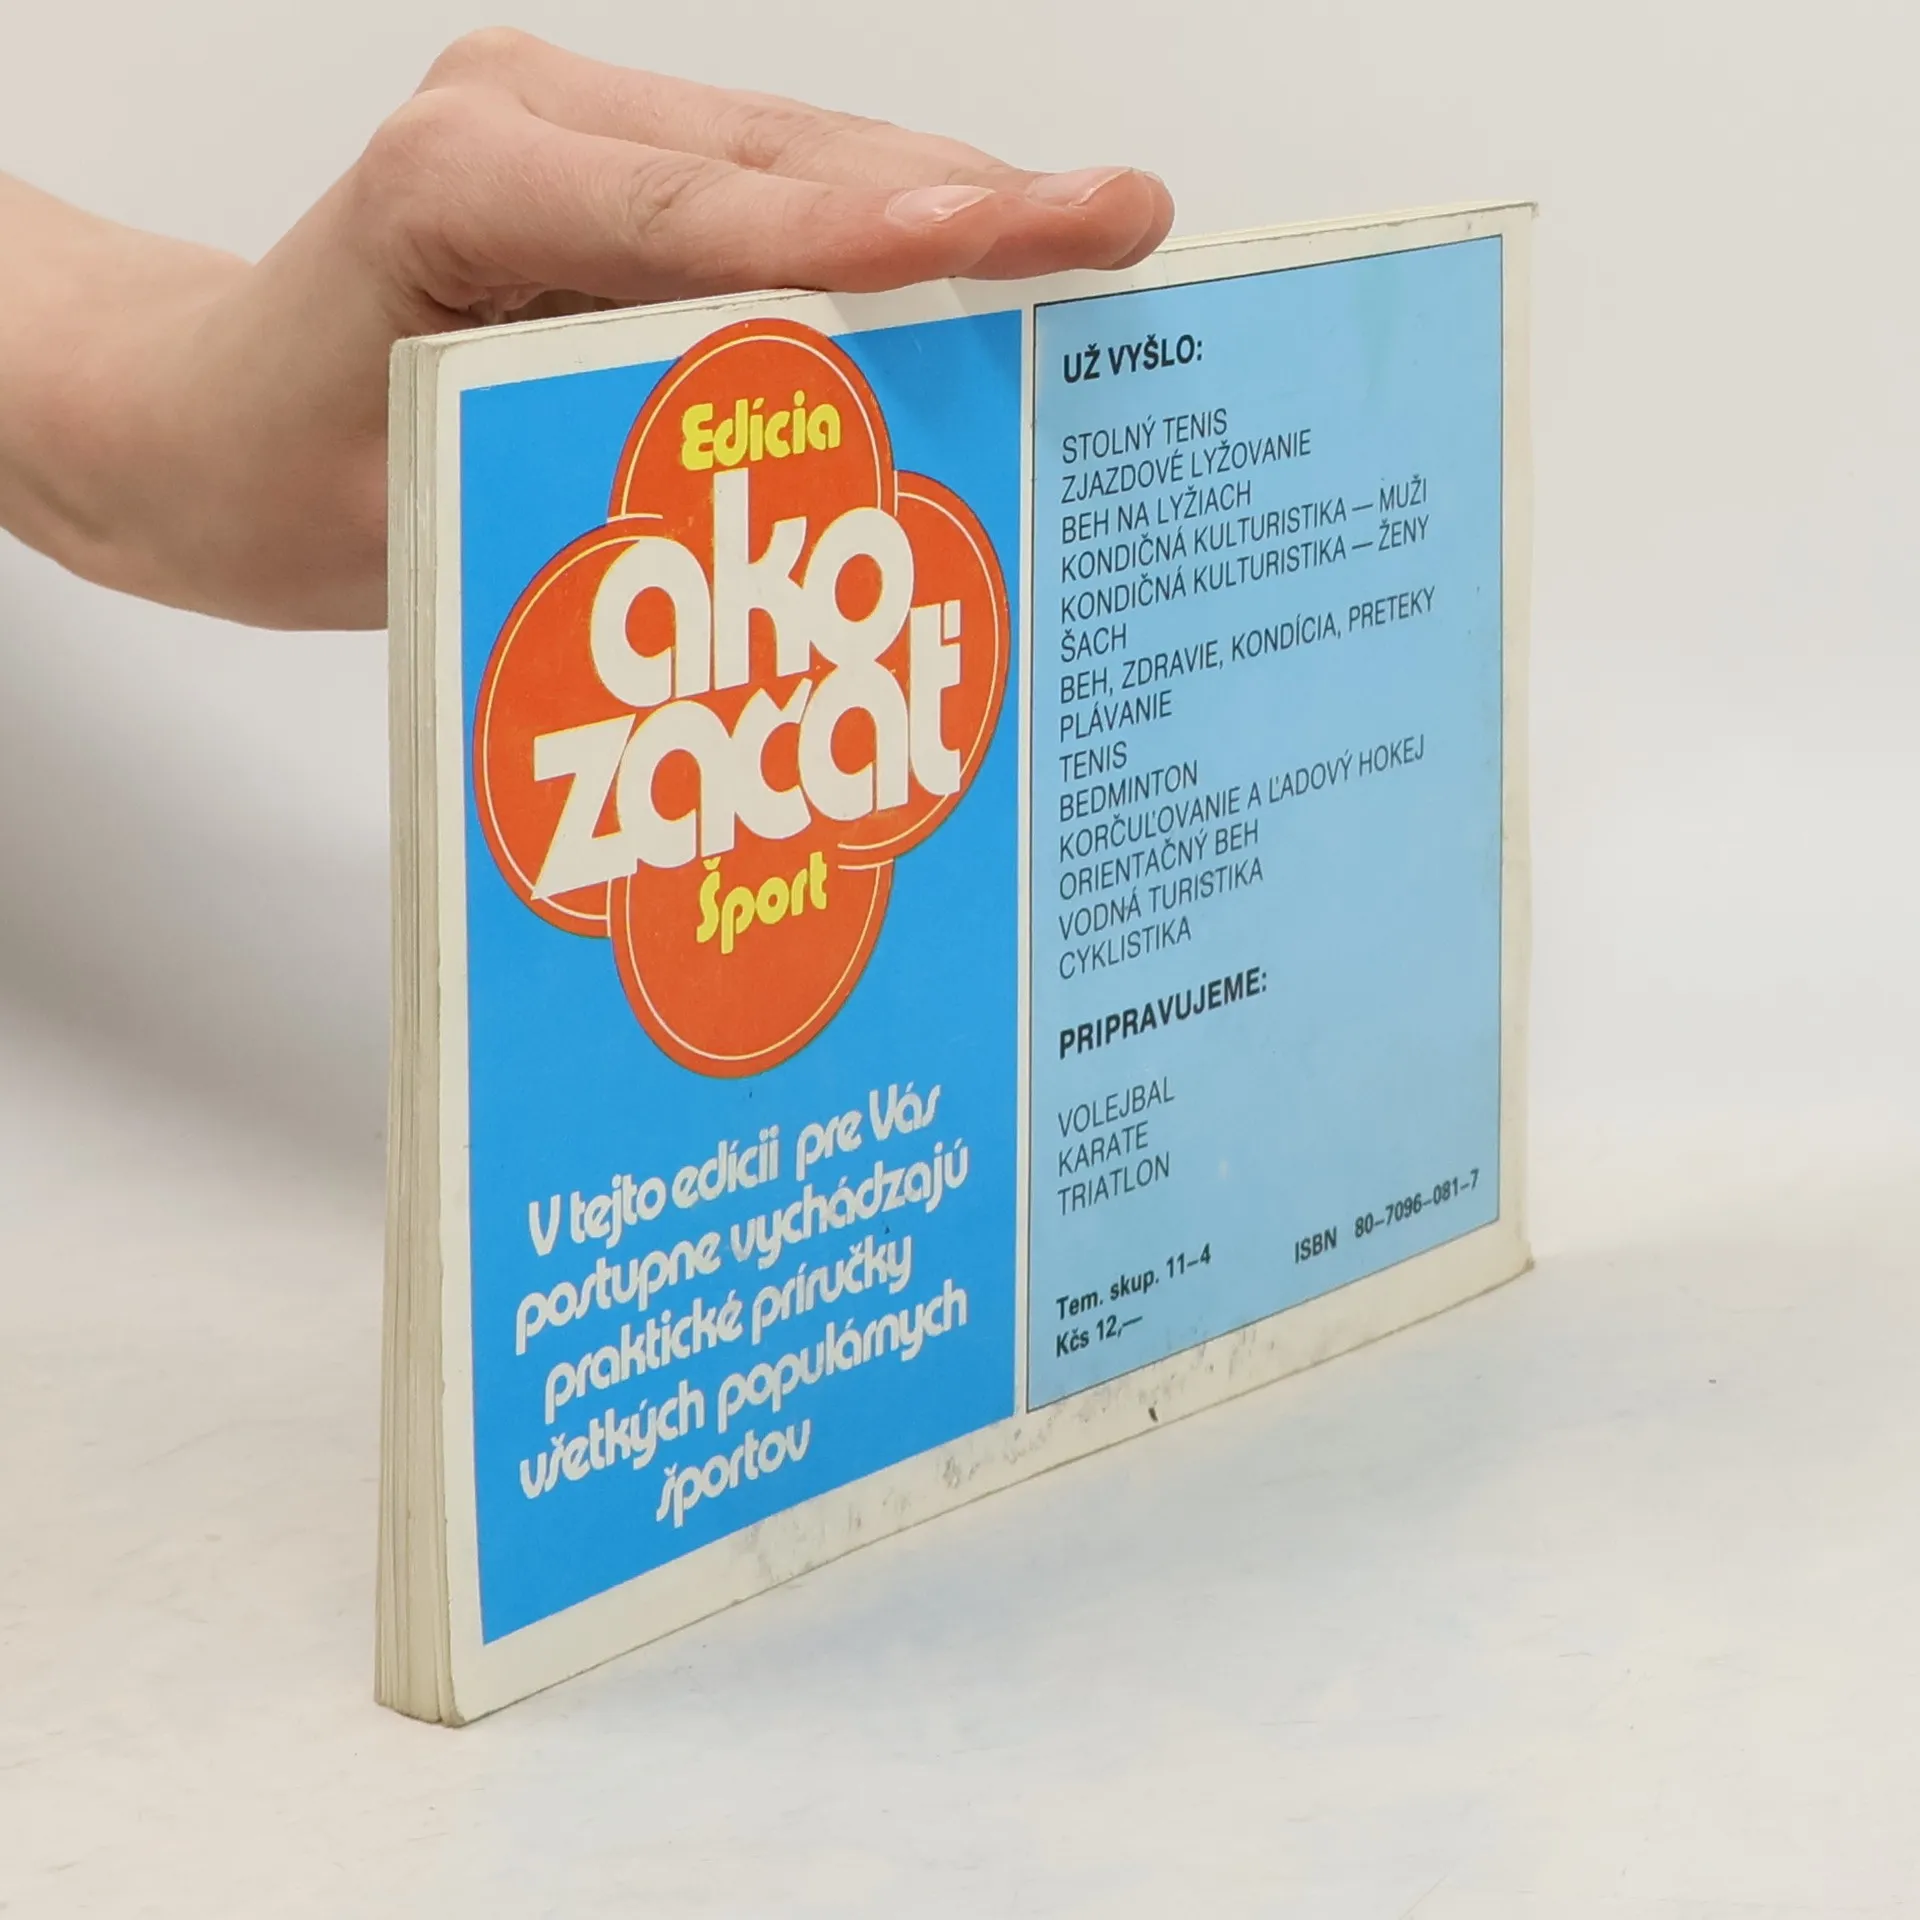 Edícia
ako
začať
Šport
V tejto edícii pre Vás
postupne vychádzajú
praktické príručky
všetkých populárnych
športov
UŽ VYŠLO:
STOLNÝ TENIS
ZJAZDOVÉ LYŽOVANIE
BEH NA LYŽIACH
KONDIČNÁ KULTURISTIKA — MUŽI
KONDIČNÁ KULTURISTIKA — ŽENY
ŠACH
BEH, ZDRAVIE, KONDÍCIA, PRETEKY
PLÁVANIE
TENIS
BEDMINTON
KORČUĽOVANIE A ĽADOVÝ HOKEJ
ORIENTAČNÝ BEH
VODNÁ TURISTIKA
CYKLISTIKA
PRIPRAVUJEME:
VOLEJBAL
KARATE
TRIATLON
Tem. skup. 11–4 ISBN 80–7096–081–7
Kčs 12,—